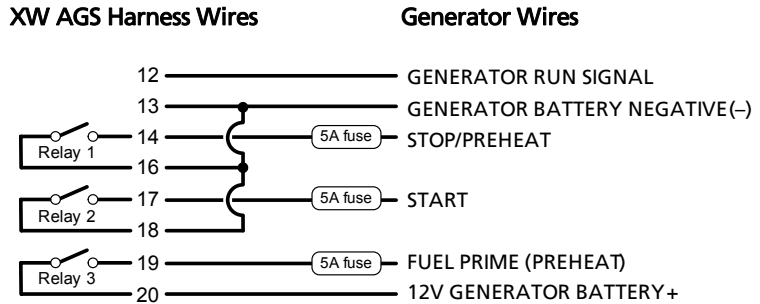 XW AGS Harness Wires Generator Wires
12 GENERATOR RUN SIGNAL
13 GENERATOR BATTERY NEGATIVE(–)
14 5A fuse STOP/PREHEAT
Relay 1
16
17 5A fuse START
Relay 2
18
19 5A fuse FUEL PRIME (PREHEAT)
Relay 3
20 12V GENERATOR BATTERY+